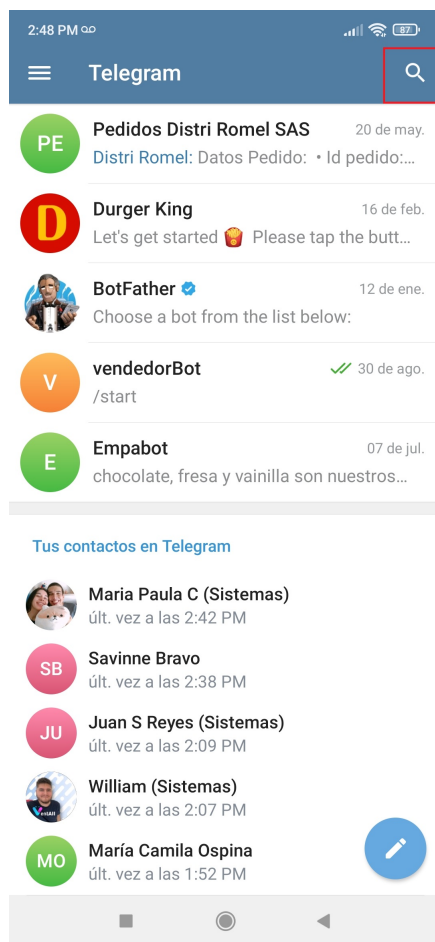 2:48 PM
87
Telegram
PE
Pedidos Distri Romel SAS 20 de may.
Distri Romel: Datos Pedido: • Id pedido:...
D
Durger King 16 de feb.
Let's get started 🍟 Please tap the butt...
BotFather 12 de ene.
Choose a bot from the list below:
V
vendedorBot 30 de ago.
/start
E
Empabot 07 de jul.
chocolate, fresa y vainilla son nuestros...
Tus contactos en Telegram
Maria Paula C (Sistemas)
últ. vez a las 2:42 PM
SB
Savinne Bravo
últ. vez a las 2:38 PM
JU
Juan S Reyes (Sistemas)
últ. vez a las 2:09 PM
William (Sistemas)
últ. vez a las 2:07 PM
MO
María Camila Ospina
últ. vez a las 1:52 PM